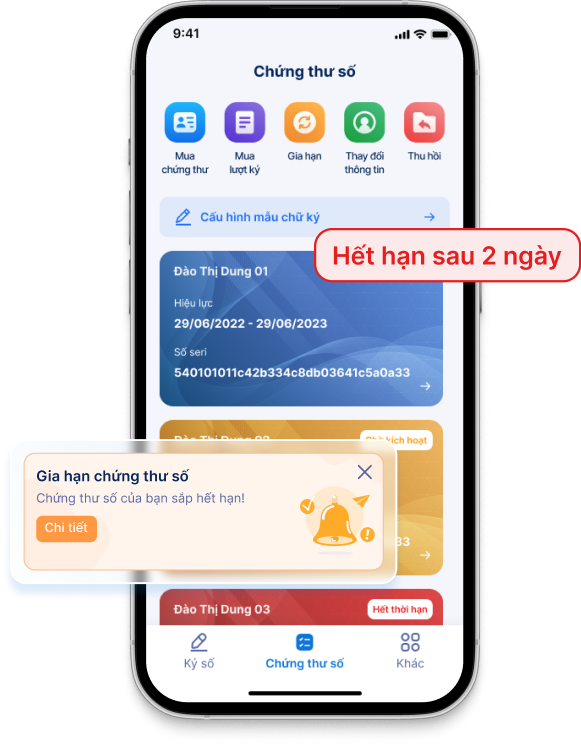 9:41
Chứng thư số
Mua
chứng thư
Mua
lượt ký
Gia hạn
Thay đổi
thông tin
Thu hồi
Cấu hình mẫu chữ ký
Hết hạn sau 2 ngày
Đào Thị Dung 01
Hiệu lực
29/06/2022 - 29/06/2023
Số seri
540101011c42b334c8db03641c5a0a33
Đào Thị Dung 02
Chờ kích hoạt
Gia hạn chứng thư số
Chứng thư số của bạn sắp hết hạn!
Chi tiết
33
Đào Thị Dung 03
Hết thời hạn
Ký số
Chứng thư số
Khác